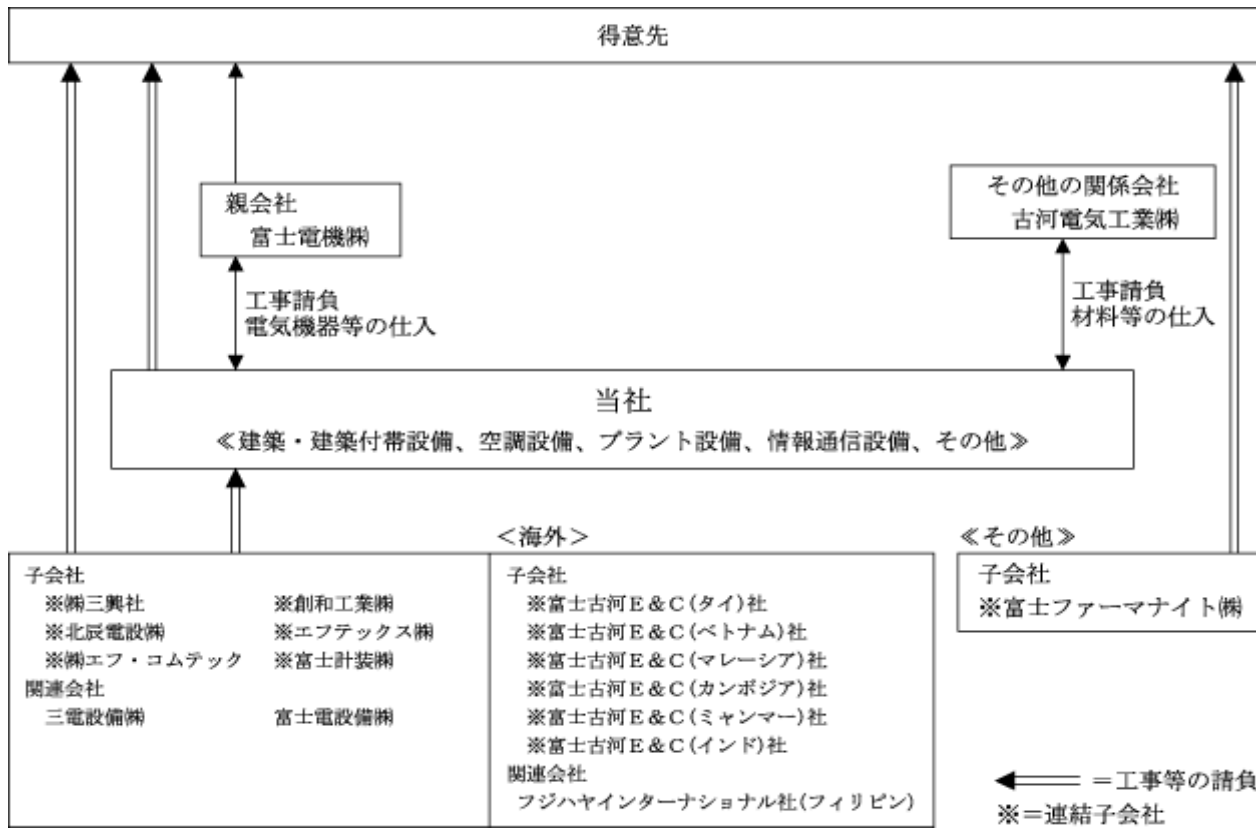 得意先
親会社
富士電機㈱
その他の関係会社
古河電気工業㈱
工事請負
電気機器等の仕入
工事請負
材料等の仕入
当社
≪建築・建築付帯設備、空調設備、プラント設備、情報通信設備、その他≫
子会社
※㈱三興社 ※創和工業㈱
※北辰電設㈱ ※エフテックス㈱
※㈱エフ・コムテック ※富士計装㈱
関連会社
三電設備㈱ 富士電設備㈱
＜海外＞
子会社
※富士古河Ｅ＆Ｃ(タイ)社
※富士古河Ｅ＆Ｃ(ベトナム)社
※富士古河Ｅ＆Ｃ(マレーシア)社
※富士古河Ｅ＆Ｃ(カンボジア)社
※富士古河Ｅ＆Ｃ(ミャンマー)社
※富士古河Ｅ＆Ｃ(インド)社
関連会社
フジハヤインターナショナル社(フィリピン)
≪その他≫
子会社
※富士ファーマナイト㈱
＝工事等の請負
※＝連結子会社